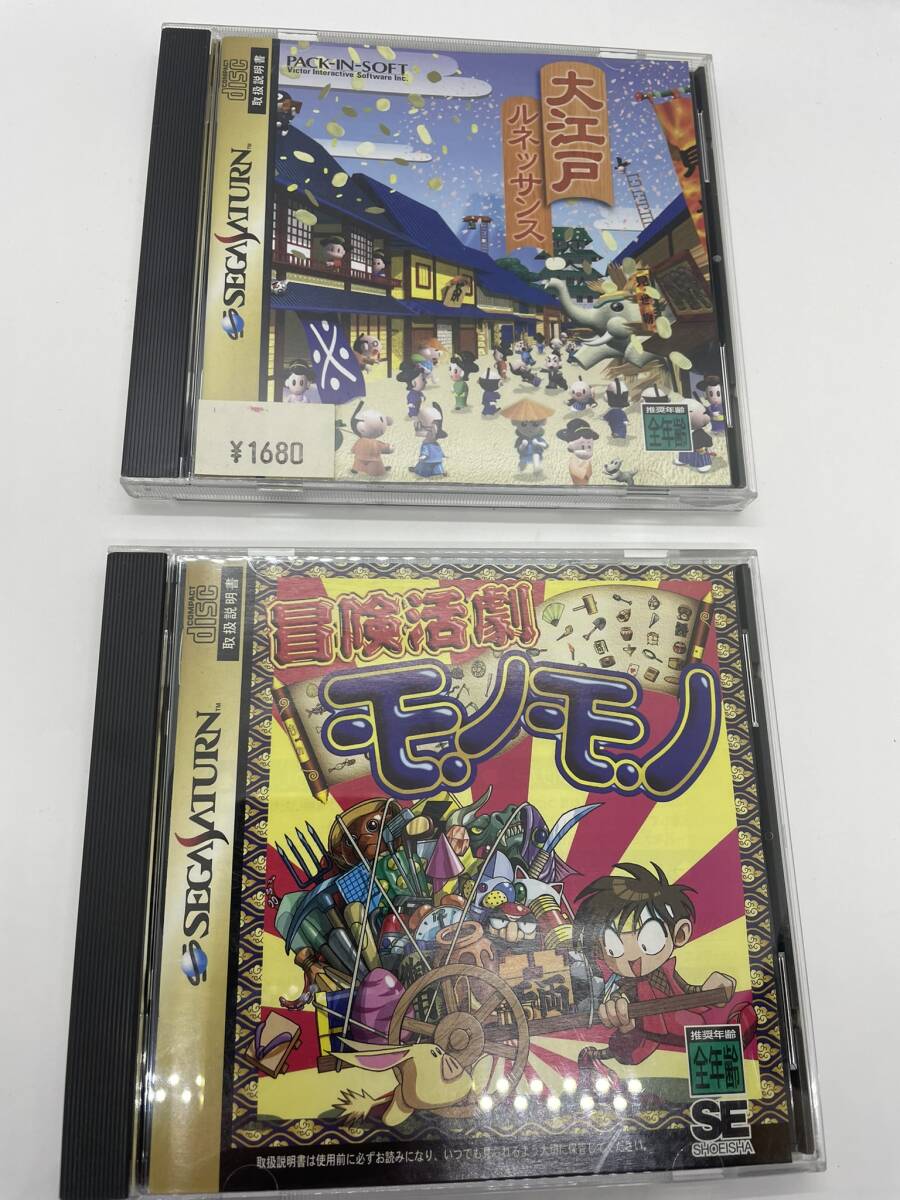 COMPACT
disc
取扱説明書
SEGA SATURN™
PACK-IN-SOFT
Victor Interactive Software Inc.
大江戸
ルネッサンス
¥1680
推奨年齢
全年齢
COMPACT
disc
取扱説明書
SEGA SATURN™
冒険活劇
モノモノ
推奨年齢
全年齢
SE
SHOEISHA
取扱説明書は使用前に必ずお読みになり、いつでも見られるよう大切に保管してください。